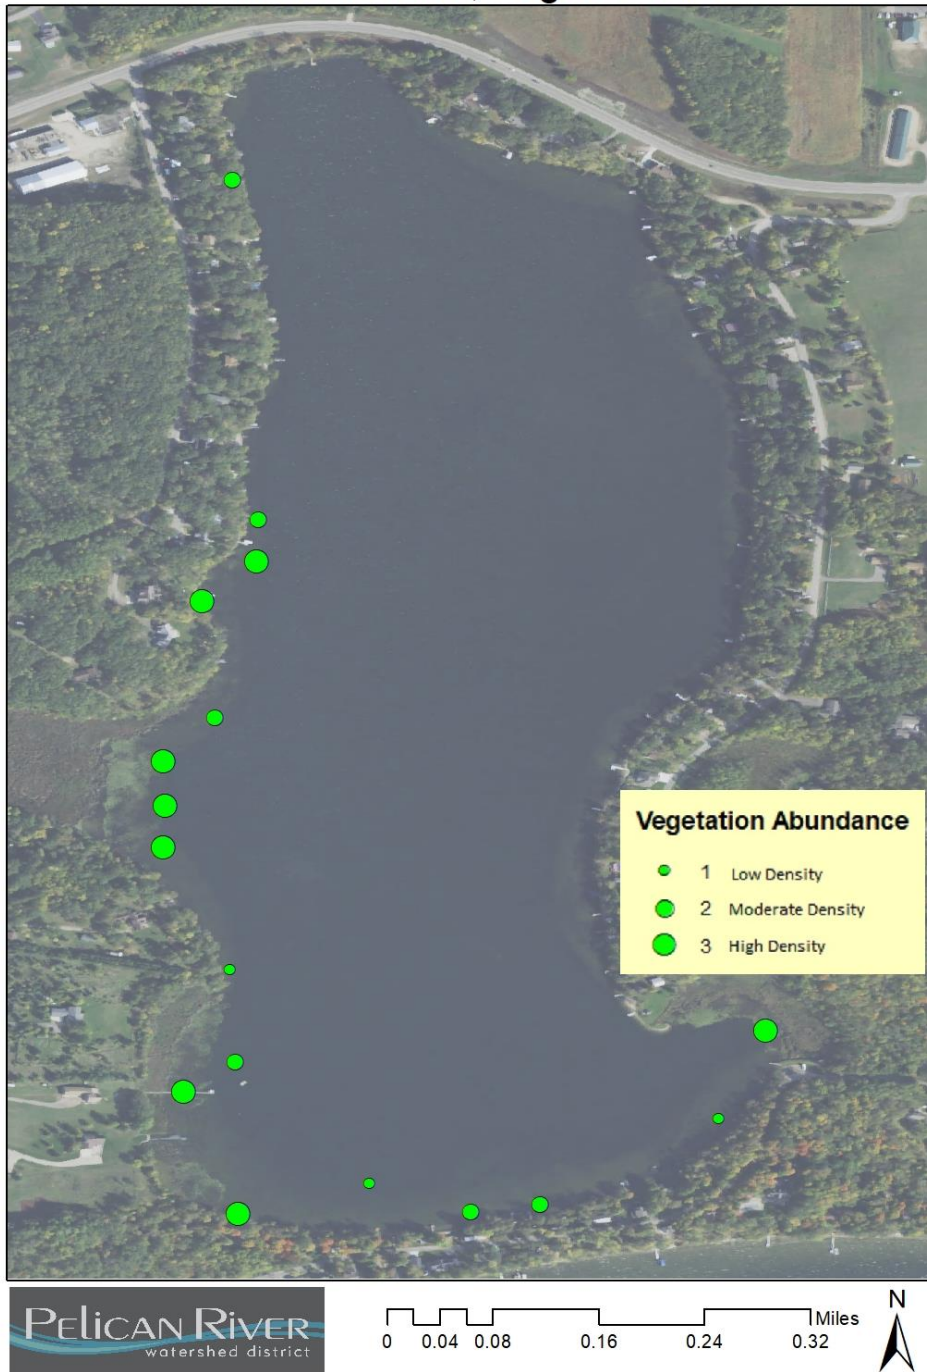 Vegetation Abundance
1 Low Density
2 Moderate Density
3 High Density
PELICAN RIVER
watershed district
Miles
0 0.04 0.08 0.16 0.24 0.32
N